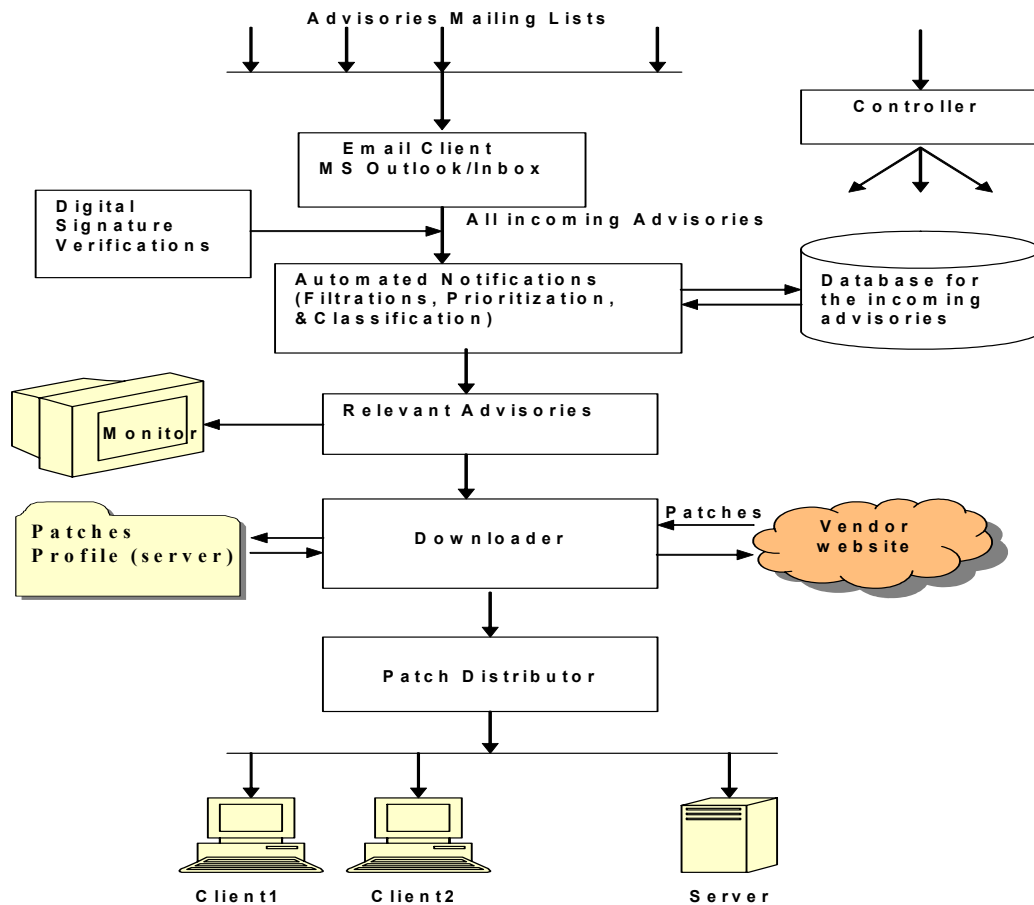 Advisories Mailing Lists
Controller
Email Client
MS Outlook/Inbox
Digital
Signature
Verifications
All incoming Advisories
Automated Notifications
(Filtrations, Prioritization,
&Classification)
Database for
the incoming
advisories
Relevant Advisories
Monitor
Patches
Profile (server)
Downloader
Patches
Vendor
website
Patch Distributor
Client1
Client2
Server